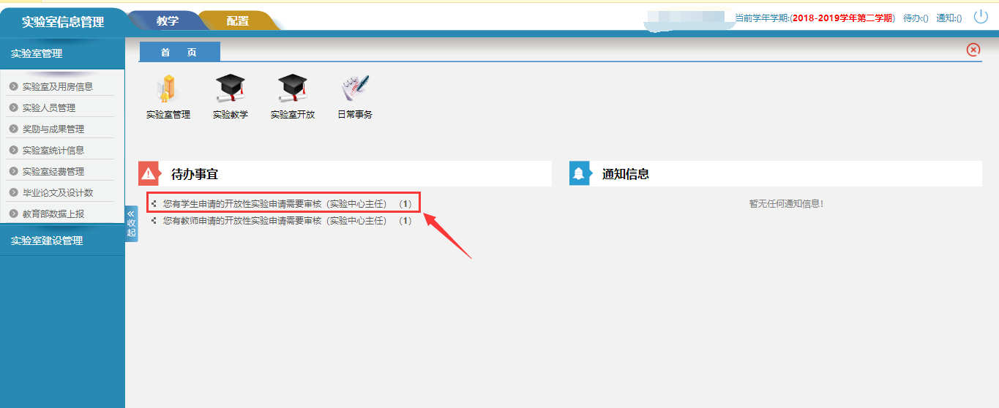 实验室信息管理
教学
配置
当前学年学期:(2018-2019学年第二学期) 待办:() 通知:()
实验室管理
实验室及用房信息
实验人员管理
奖励与成果管理
实验室统计信息
实验室经费管理
毕业论文及设计数
教育部数据上报
实验室建设管理
收起
首 页
实验室管理
实验教学
实验室开放
日常事务
待办事宜
您有学生申请的开放性实验申请需要审核（实验中心主任） （1）
您有教师申请的开放性实验申请需要审核（实验中心主任） （1）
通知信息
暂无任何通知信息!